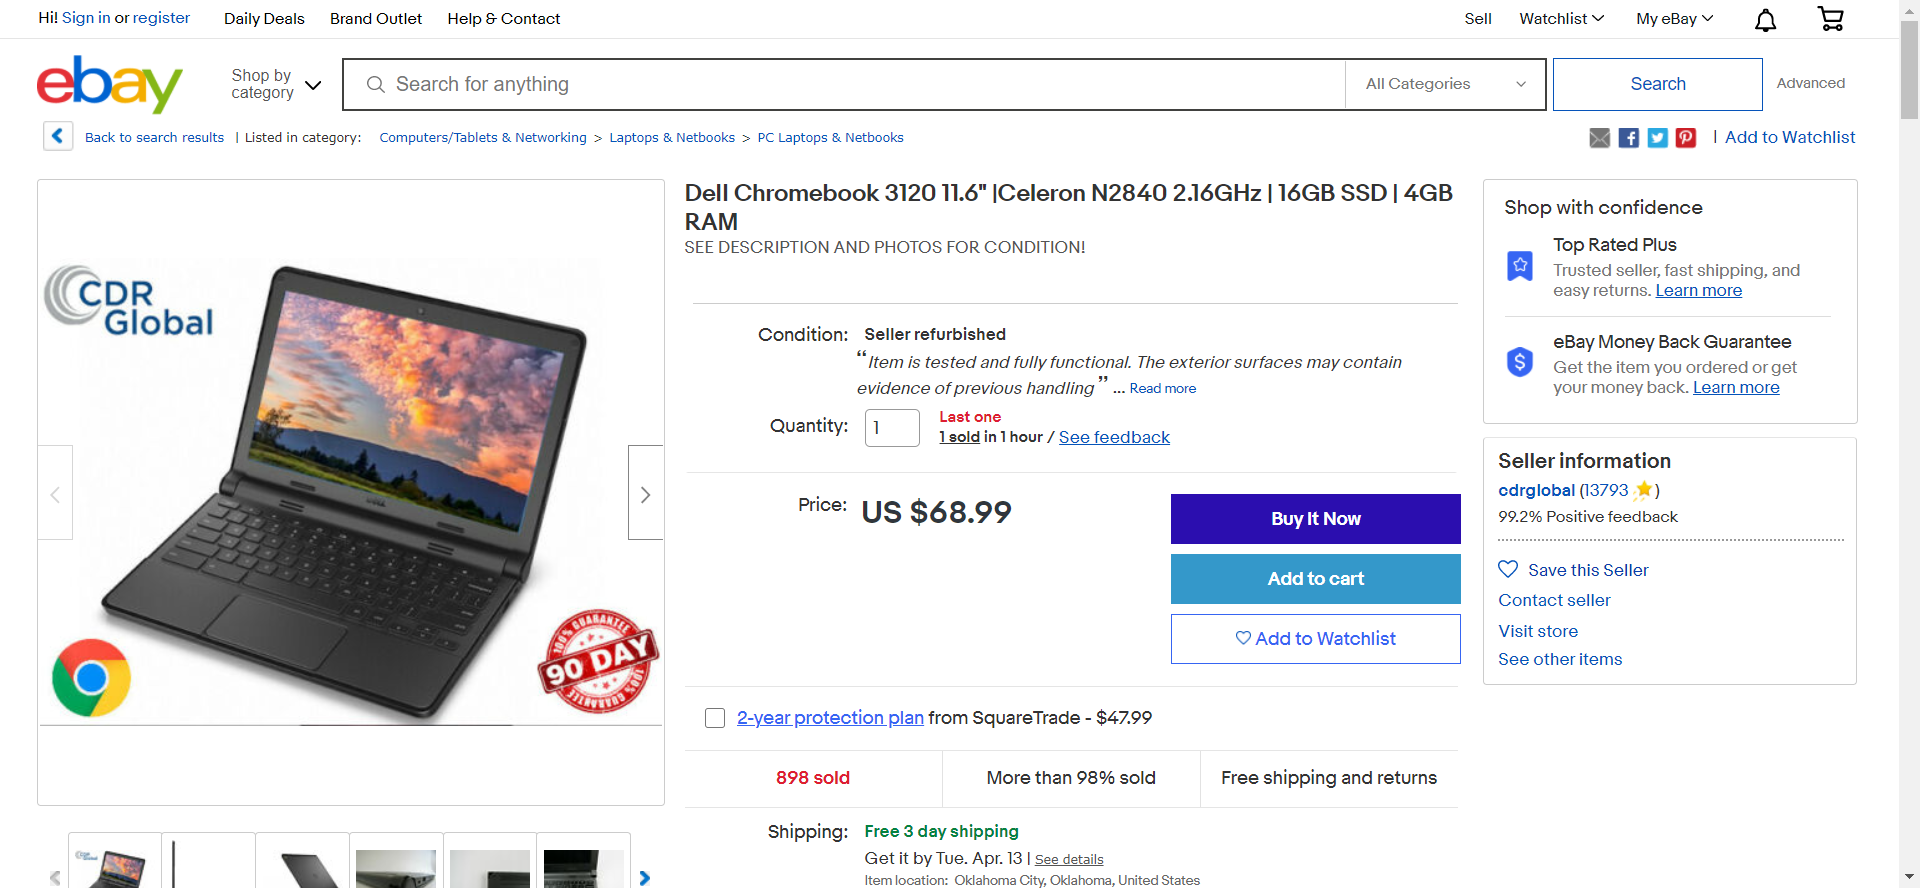 Hi! Sign in or register Daily Deals Brand Outlet Help & Contact Sell Watchlist My eBay
ebay
Shop by
category
Search for anything All Categories Search Advanced
Back to search results | Listed in category: Computers/Tablets & Networking > Laptops & Netbooks > PC Laptops & Netbooks | Add to Watchlist
CDR
Global
DELL
100% GUARANTEE
90 DAY
100% GUARANTEE
CDR
Global
Dell Chromebook 3120 11.6" |Celeron N2840 2.16GHz | 16GB SSD | 4GB
RAM
SEE DESCRIPTION AND PHOTOS FOR CONDITION!
Condition: Seller refurbished
“Item is tested and fully functional. The exterior surfaces may contain
evidence of previous handling” ... Read more
Quantity: 1 Last one
1 sold in 1 hour / See feedback
Price: US $68.99
Buy It Now
Add to cart
Add to Watchlist
2-year protection plan from SquareTrade - $47.99
898 sold More than 98% sold Free shipping and returns
Shipping: Free 3 day shipping
Get it by Tue. Apr. 13 | See details
Item location: Oklahoma City, Oklahoma, United States
Shop with confidence
Top Rated Plus
Trusted seller, fast shipping, and
easy returns. Learn more
eBay Money Back Guarantee
Get the item you ordered or get
your money back. Learn more
Seller information
cdrglobal (13793)
99.2% Positive feedback
Save this Seller
Contact seller
Visit store
See other items